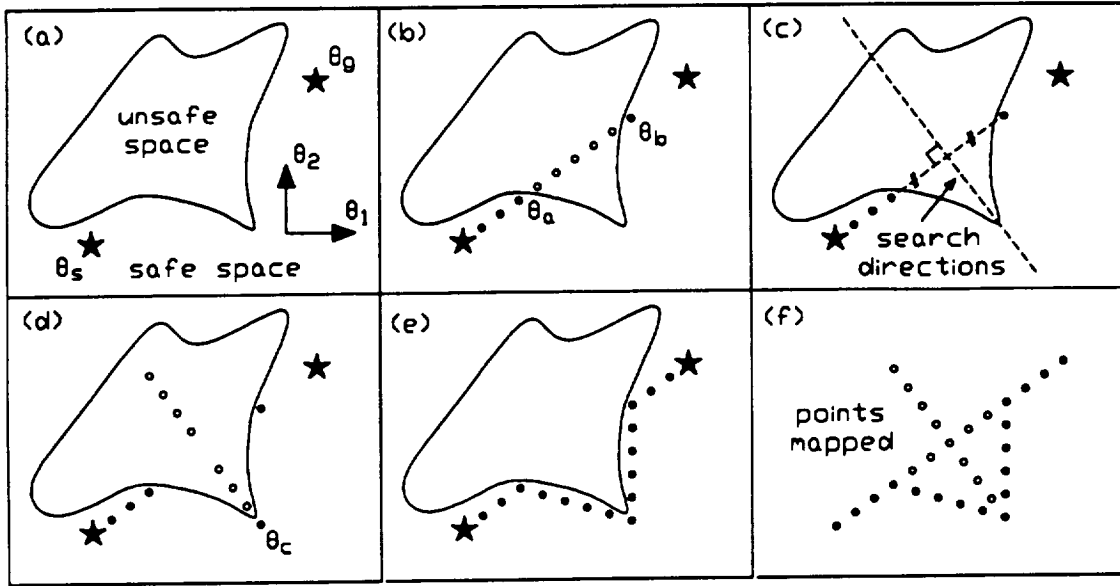 (a)
θg
unsafe
space
θ2
θ1
θs
safe space
(b)
θb
θa
(c)
search
directions
(d)
θc
(e)
(f)
points
mapped